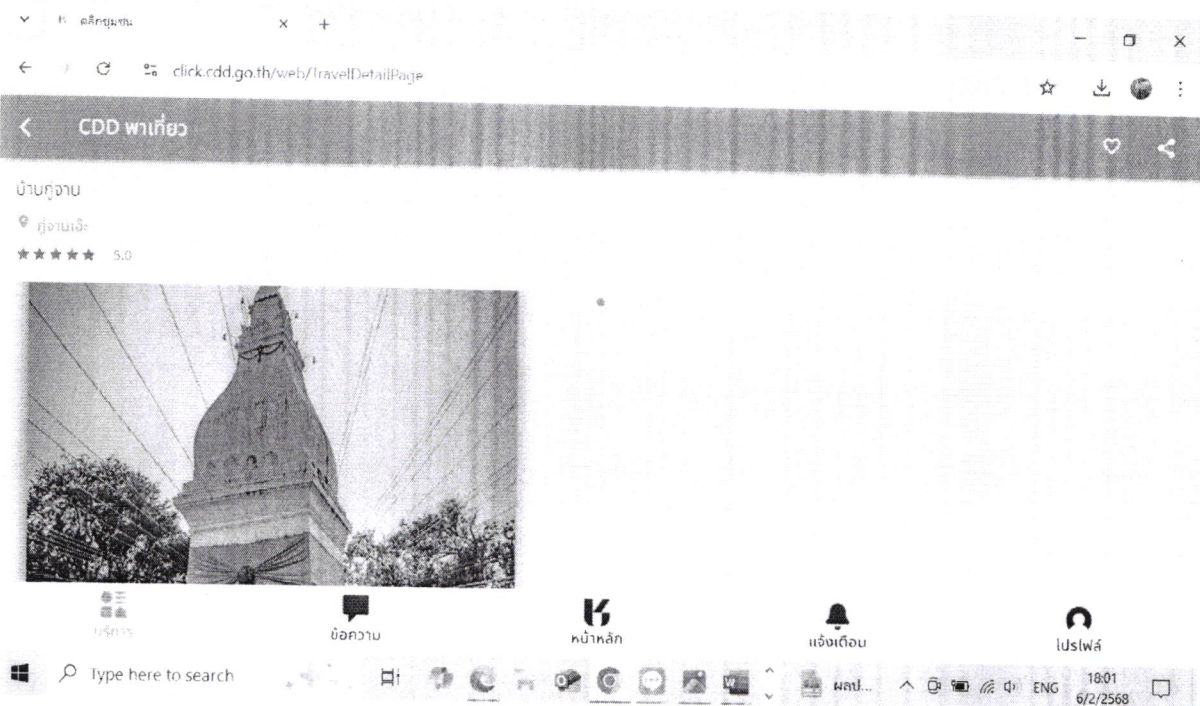 คลิกชุมชน
click.cdd.go.th/web/TravelDetailPage
CDD พาเที่ยว
บ้านกู่จาน
กู่จานเอ้ะ
5.0
บริการ
ข้อความ
หน้าหลัก
แจ้งเตือน
โปรไฟล์
Type here to search
ผลป...
ENG
18:01
6/2/2568